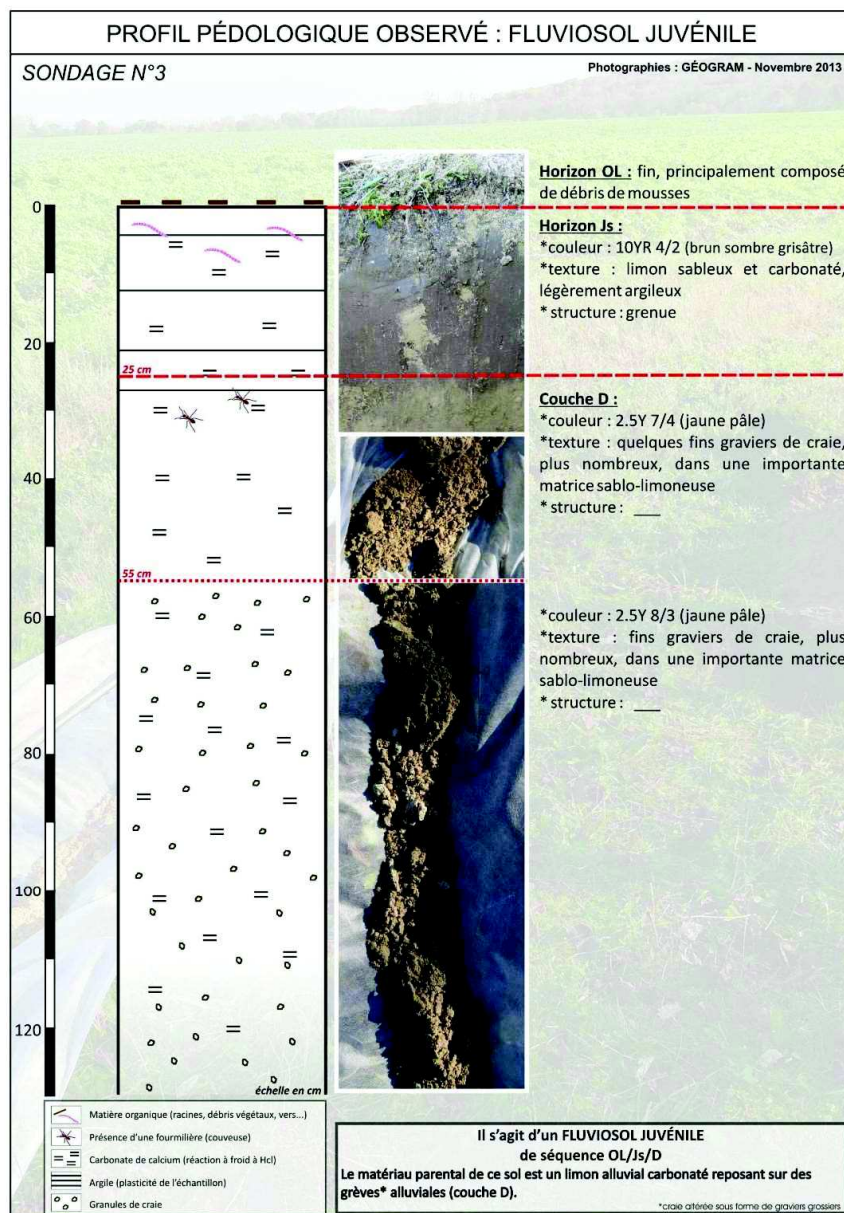 PROFIL PÉDOLOGIQUE OBSERVÉ : FLUVIOSOL JUVÉNILE
SONDAGE N°3
Photographies : GÉOGRAM - Novembre 2013
Horizon OL : fin, principalement composé
de débris de mousses
0
Horizon Js :
*couleur : 10YR 4/2 (brun sombre grisâtre)
*texture : limon sableux et carbonaté,
légèrement argileux
* structure : grenue
20
25 cm
Couche D :
*couleur : 2.5Y 7/4 (jaune pâle)
*texture : quelques fins graviers de craie,
plus nombreux, dans une importante
matrice sablo-limoneuse
* structure : ___
40
55 cm
60
*couleur : 2.5Y 8/3 (jaune pâle)
*texture : fins graviers de craie, plus
nombreux, dans une importante matrice
sablo-limoneuse
* structure : ___
80
100
120
échelle en cm
Matière organique (racines, débris végétaux, vers...)
Présence d'une fourmilière (couveuse)
Carbonate de calcium (réaction à froid à Hcl)
Argile (plasticité de l'échantillon)
Granules de craie
Il s'agit d'un FLUVIOSOL JUVÉNILE
de séquence OL/Js/D
Le matériau parental de ce sol est un limon alluvial carbonaté reposant sur des
grèves* alluviales (couche D).
*craie altérée sous forme de graviers grossiers